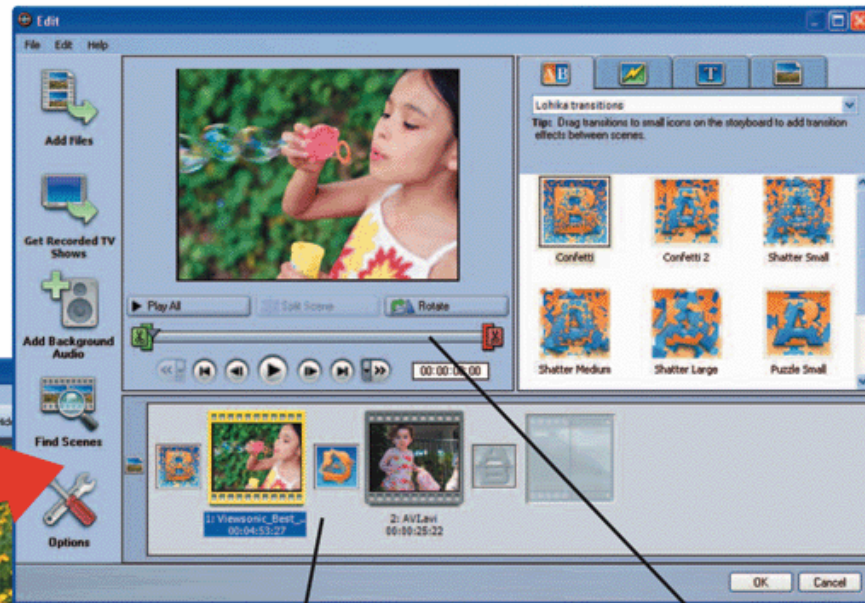 Edit
File Edit Help
Add Files
Get Recorded TV
Shows
Add Background
Audio
Find Scenes
Options
Play All
Split Scene
Rotate
00:00:00:00
AB
T
Lohika transitions
Tip: Drag transitions to small icons on the storyboard to add transition
effects between scenes.
B
A
A
Confetti
Confetti 2
Shatter Small
A
A
A
Shatter Medium
Shatter Large
Puzzle Small
B
1: Viewsonic_Best_...
00:04:53:27
2: AVI.avi
00:00:25:22
A
OK
Cancel